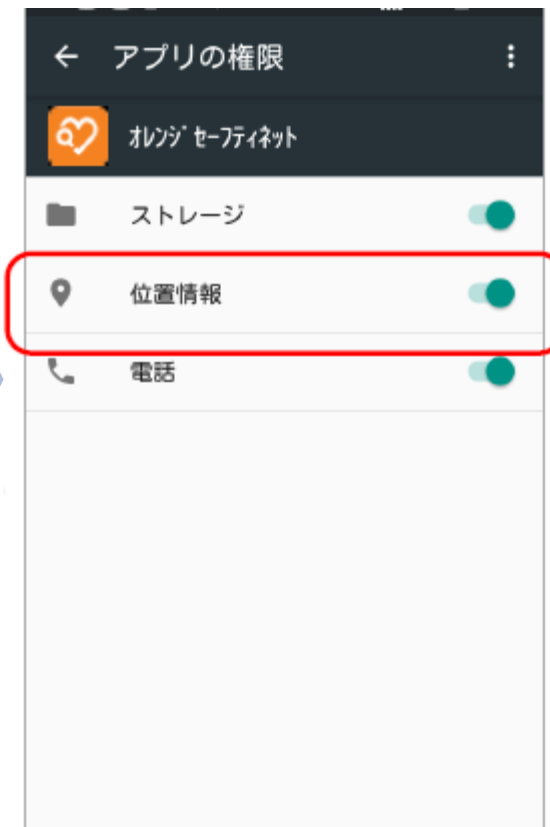 アプリの権限
ｵﾚﾝｼﾞ ｾｰﾌﾃｨﾈｯﾄ
ストレージ
位置情報
電話